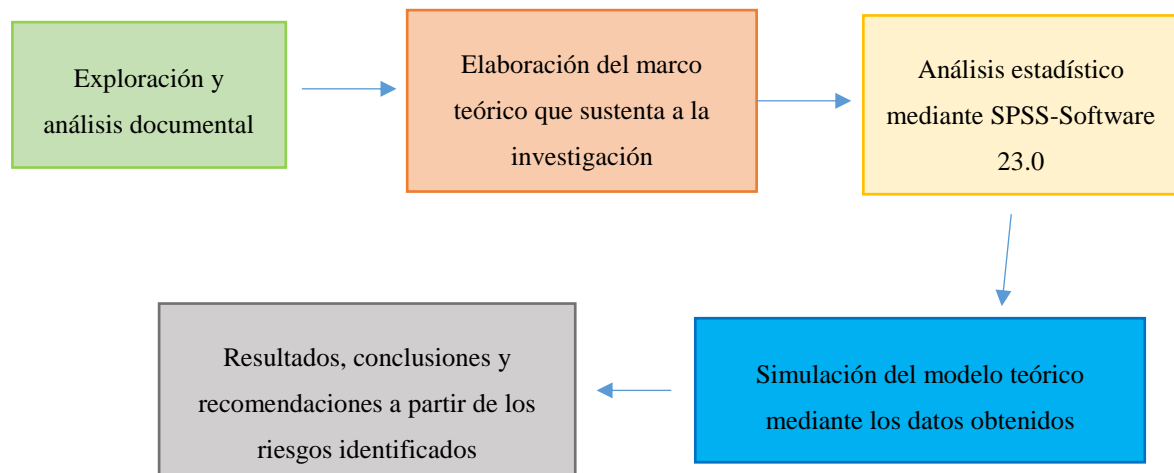 Exploración y
análisis documental
Elaboración del marco
teórico que sustenta a la
investigación
Análisis estadístico
mediante SPSS-Software
23.0
Simulación del modelo teórico
mediante los datos obtenidos
Resultados, conclusiones y
recomendaciones a partir de los
riesgos identificados